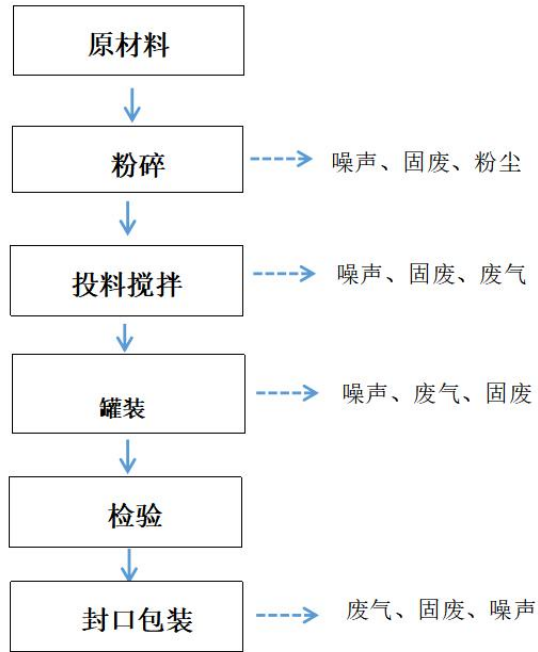 原材料
粉碎
噪声、固废、粉尘
投料搅拌
噪声、固废、废气
罐装
噪声、废气、固废
检验
封口包装
废气、固废、噪声